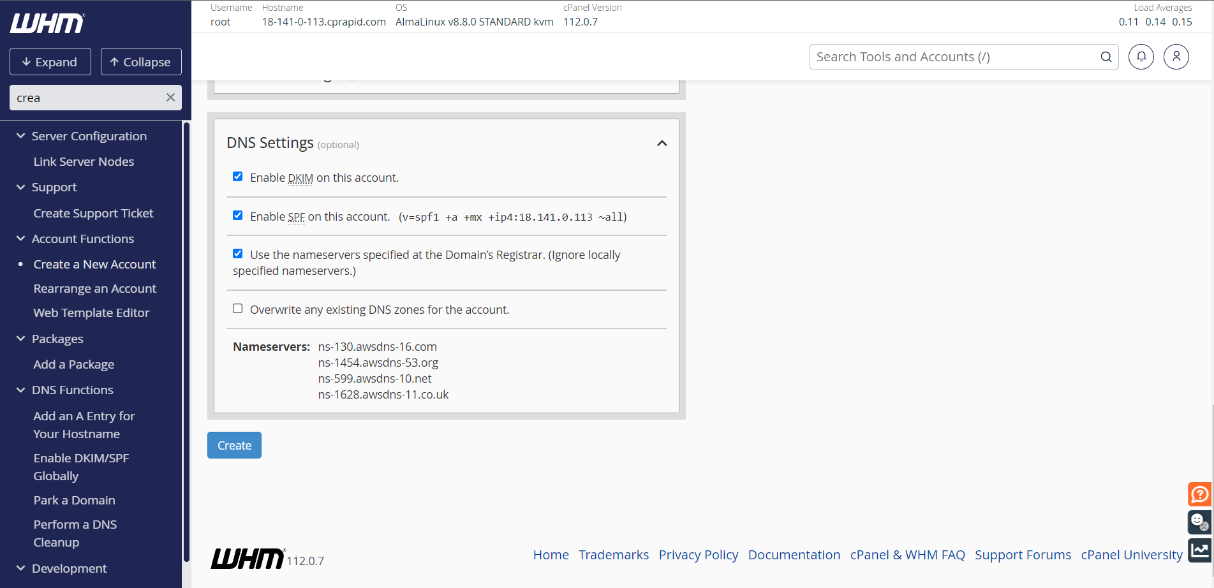 WHM
Username Hostname OS cPanel Version Load Averages
root 18-141-0-113.cprapid.com AlmaLinux v8.8.0 STANDARD kvm 112.0.7 0.11 0.14 0.15
Expand Collapse
Search Tools and Accounts (/)
crea
Server Configuration
Link Server Nodes
Support
Create Support Ticket
Account Functions
Create a New Account
Rearrange an Account
Web Template Editor
Packages
Add a Package
DNS Functions
Add an A Entry for
Your Hostname
Enable DKIM/SPF
Globally
Park a Domain
Perform a DNS
Cleanup
Development
DNS Settings (optional)
Enable DKIM on this account.
Enable SPF on this account. (v=spf1 +a +mx +ip4:18.141.0.113 ~all)
Use the nameservers specified at the Domain's Registrar. (Ignore locally
specified nameservers.)
Overwrite any existing DNS zones for the account.
Nameservers: ns-130.awsdns-16.com
ns-1454.awsdns-53.org
ns-599.awsdns-10.net
ns-1628.awsdns-11.co.uk
Create
WHM 112.0.7
Home Trademarks Privacy Policy Documentation cPanel & WHM FAQ Support Forums cPanel University